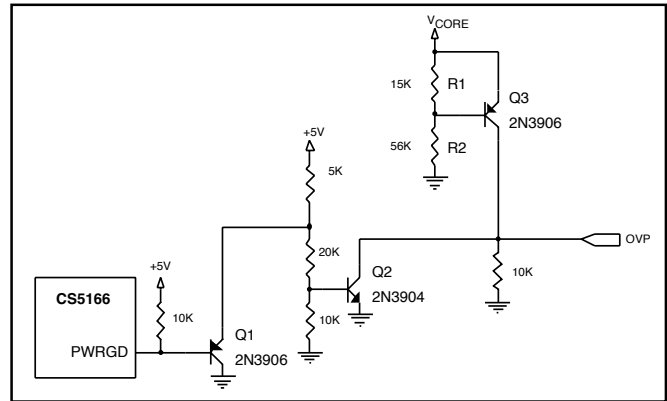 V_CORE
15K
R1
Q3
2N3906
+5V
56K
R2
5K
OVP
20K
Q2
+5V
10K
CS5166
2N3904
10K
10K
Q1
PWRGD
2N3906